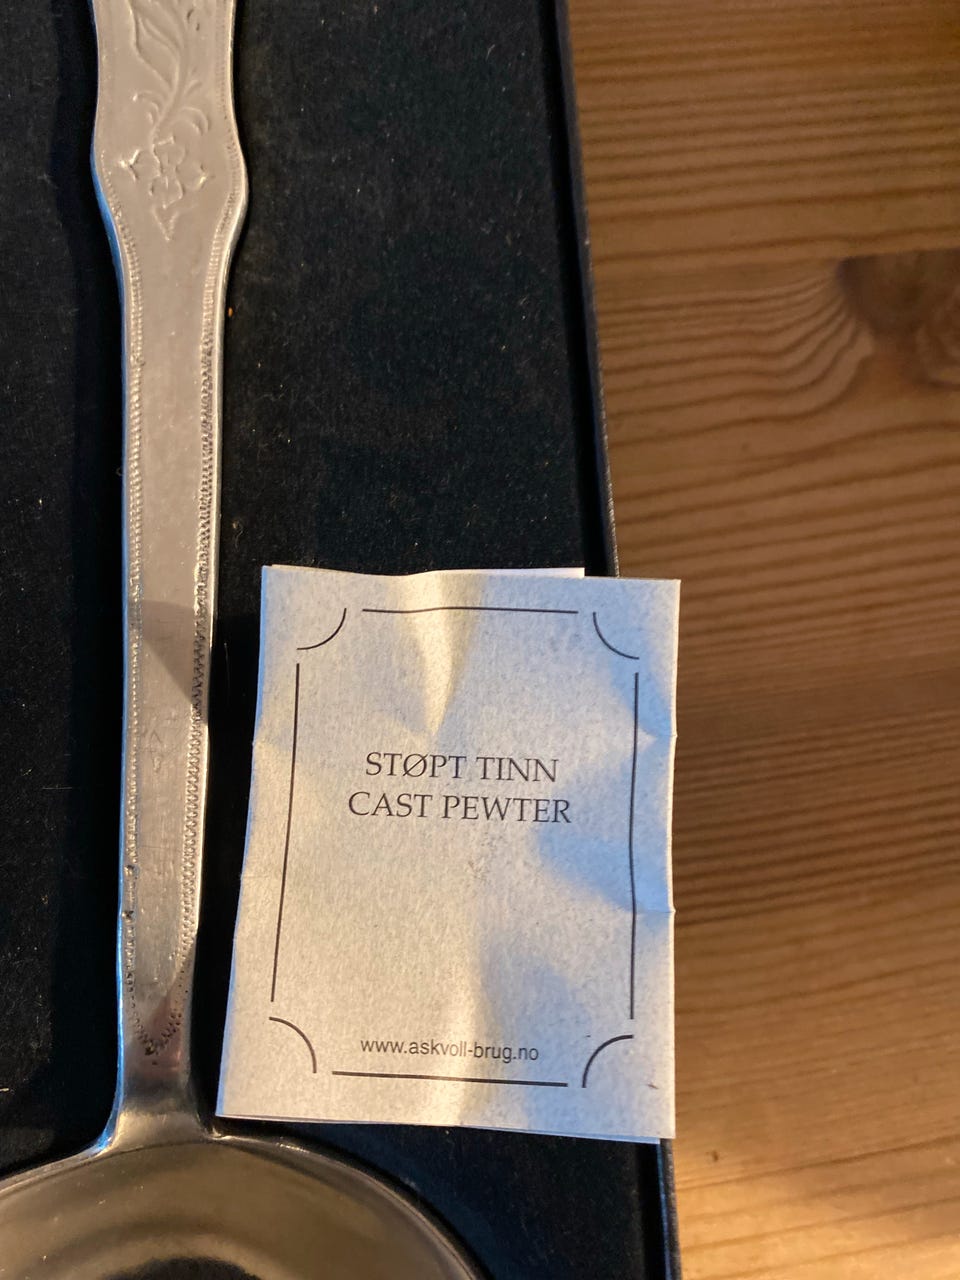 STØPT TINN
CAST PEWTER
www.askvoll-brug.no